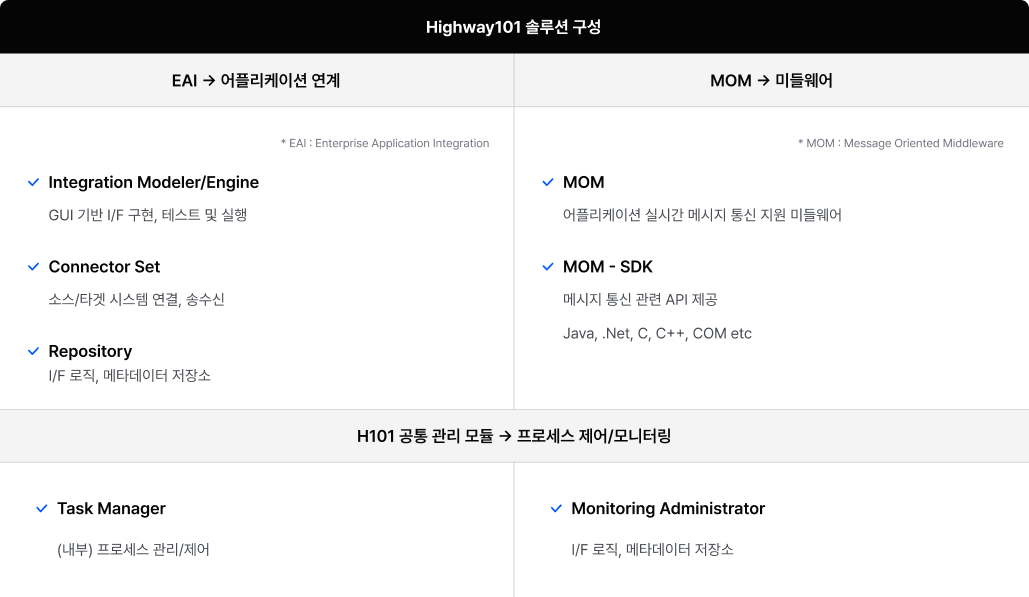 Highway101 솔루션 구성
EAI → 어플리케이션 연계
* EAI : Enterprise Application Integration
Integration Modeler/Engine
GUI 기반 I/F 구현, 테스트 및 실행
Connector Set
소스/타겟 시스템 연결, 송수신
Repository
I/F 로직, 메타데이터 저장소
MOM → 미들웨어
* MOM : Message Oriented Middleware
MOM
어플리케이션 실시간 메시지 통신 지원 미들웨어
MOM - SDK
메시지 통신 관련 API 제공
Java, .Net, C, C++, COM etc
H101 공통 관리 모듈 → 프로세스 제어/모니터링
Task Manager
(내부) 프로세스 관리/제어
Monitoring Administrator
I/F 로직, 메타데이터 저장소